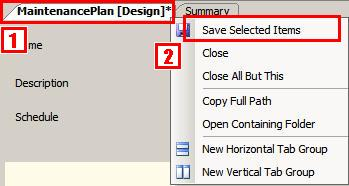 MaintenancePlan [Design]*
Summary
1
2
Save Selected Items
me
Close
Close All But This
Description
Copy Full Path
Schedule
Open Containing Folder
New Horizontal Tab Group
New Vertical Tab Group